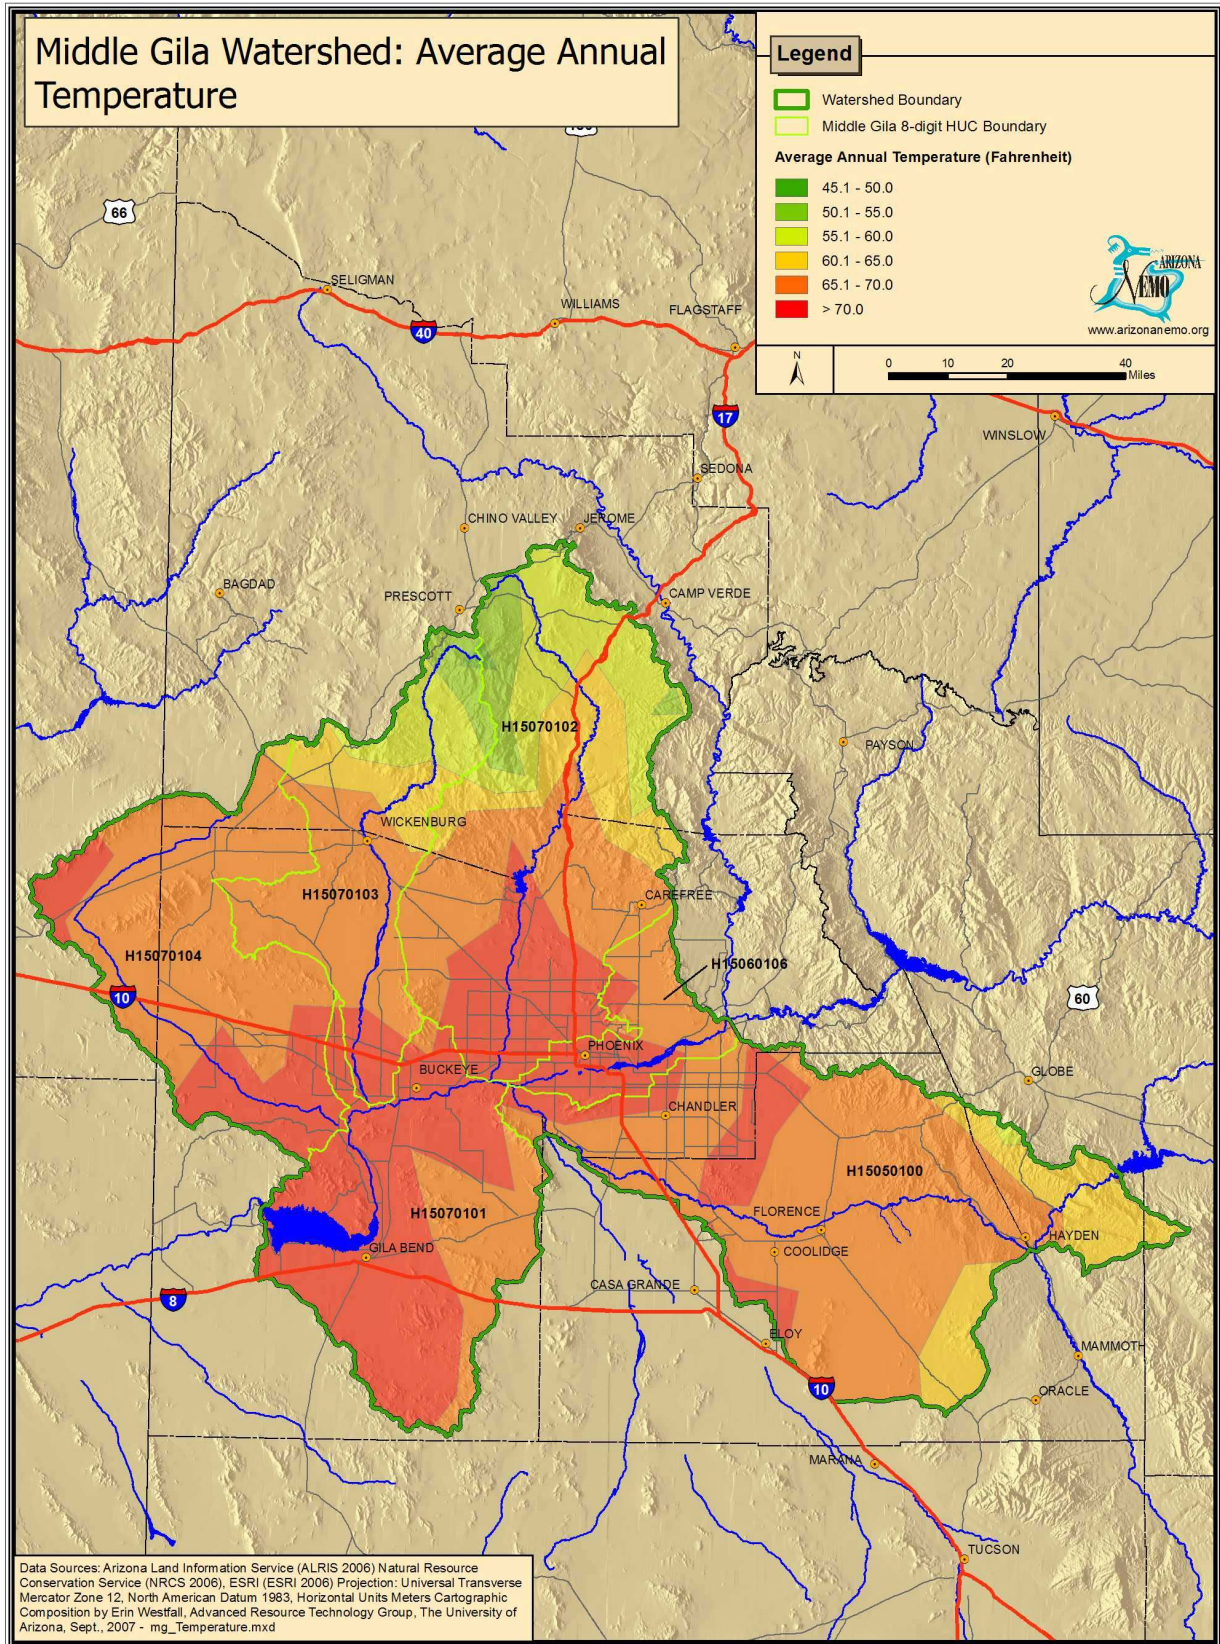 Middle Gila Watershed: Average Annual
Temperature
Legend
Watershed Boundary
Middle Gila 8-digit HUC Boundary
Average Annual Temperature (Fahrenheit)
45.1 - 50.0
50.1 - 55.0
55.1 - 60.0
60.1 - 65.0
65.1 - 70.0
> 70.0
ARIZONA
NEMO
www.arizonanemo.org
N
0 10 20 40
Miles
66
SELIGMAN
WILLIAMS
FLAGSTAFF
40
17
WINSLOW
SEDONA
CHINO VALLEY
JEROME
BAGDAD
PRESCOTT
CAMP VERDE
H15070102
PAYSON
WICKENBURG
H15070103
CAREFREE
H15070104
H15060106
10
60
PHOENIX
BUCKEYE
GLOBE
CHANDLER
H15050100
H15070101
FLORENCE
HAYDEN
GILA BEND
COOLIDGE
CASA GRANDE
8
ELOY
MAMMOTH
10
ORACLE
MARANA
TUCSON
Data Sources: Arizona Land Information Service (ALRIS 2006) Natural Resource
Conservation Service (NRCS 2006), ESRI (ESRI 2006) Projection: Universal Transverse
Mercator Zone 12, North American Datum 1983, Horizontal Units Meters Cartographic
Composition by Erin Westfall, Advanced Resource Technology Group, The University of
Arizona, Sept., 2007 - mg_Temperature.mxd